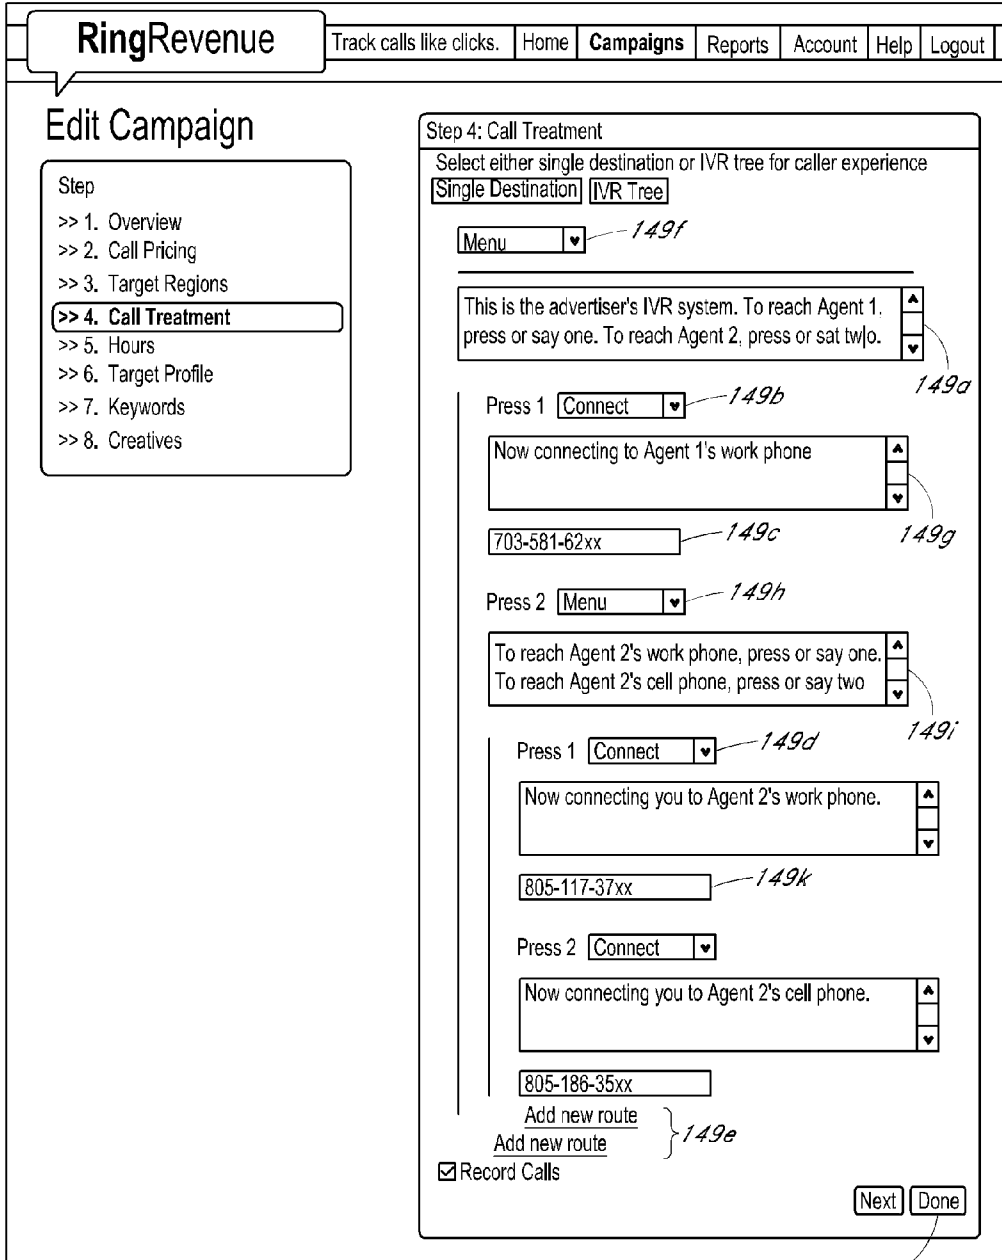 RingRevenue
Track calls like clicks. Home Campaigns Reports Account Help Logout
Edit Campaign
Step
>> 1. Overview
>> 2. Call Pricing
>> 3. Target Regions
>> 4. Call Treatment
>> 5. Hours
>> 6. Target Profile
>> 7. Keywords
>> 8. Creatives
Step 4: Call Treatment
Select either single destination or IVR tree for caller experience
Single Destination IVR Tree
Menu 149f
This is the advertiser's IVR system. To reach Agent 1,
press or say one. To reach Agent 2, press or sat two.
149a
Press 1 Connect 149b
Now connecting to Agent 1's work phone
149g
703-581-62xx 149c
Press 2 Menu 149h
To reach Agent 2's work phone, press or say one.
To reach Agent 2's cell phone, press or say two
149i
Press 1 Connect 149d
Now connecting you to Agent 2's work phone.
805-117-37xx 149k
Press 2 Connect
Now connecting you to Agent 2's cell phone.
805-186-35xx
Add new route
Add new route
149e
Record Calls
Next Done